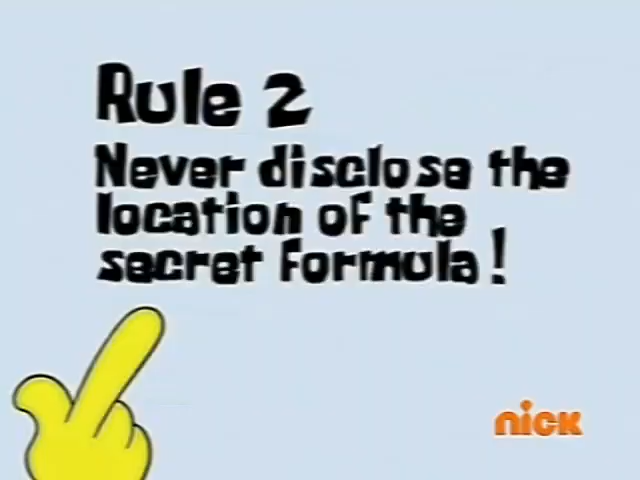 Rule 2
Never disclose the
location of the
secret formula!
nick